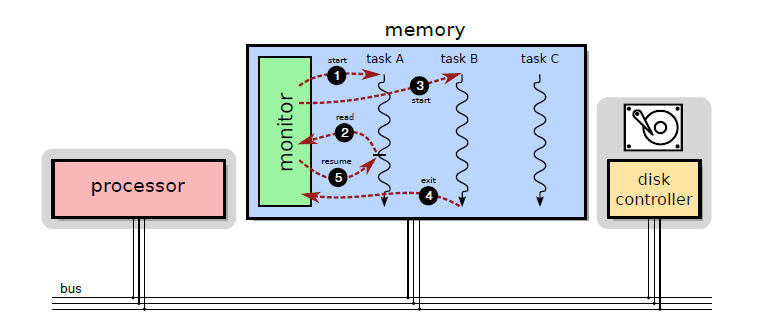 memory
start
task A
task B
task C
1
3
start
monitor
read
2
resume
5
exit
4
processor
disk
controller
bus